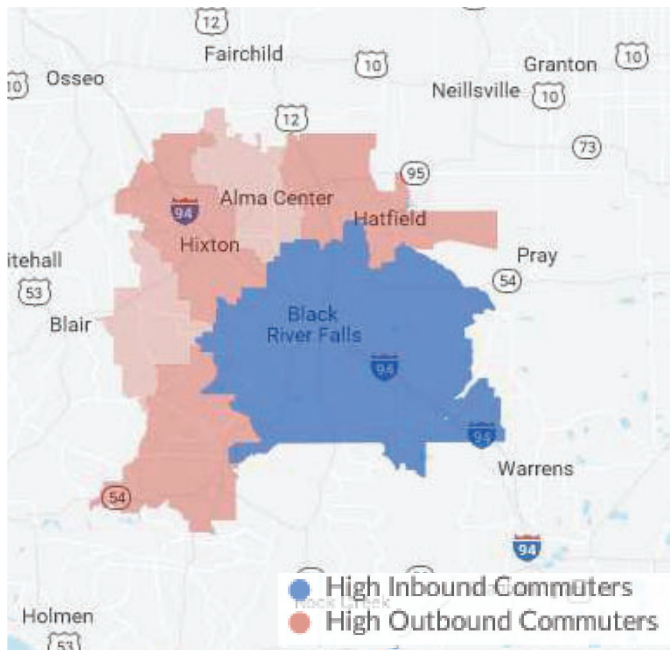 12
Fairchild
Granton
10
10
Osseo
10
Neillsville
10
12
73
95
Alma Center
94
Hatfield
Hixton
itehall
Pray
54
53
Black
River Falls
Blair
94
94
Warrens
54
94
High Inbound Commuters
High Outbound Commuters
Holmen
53